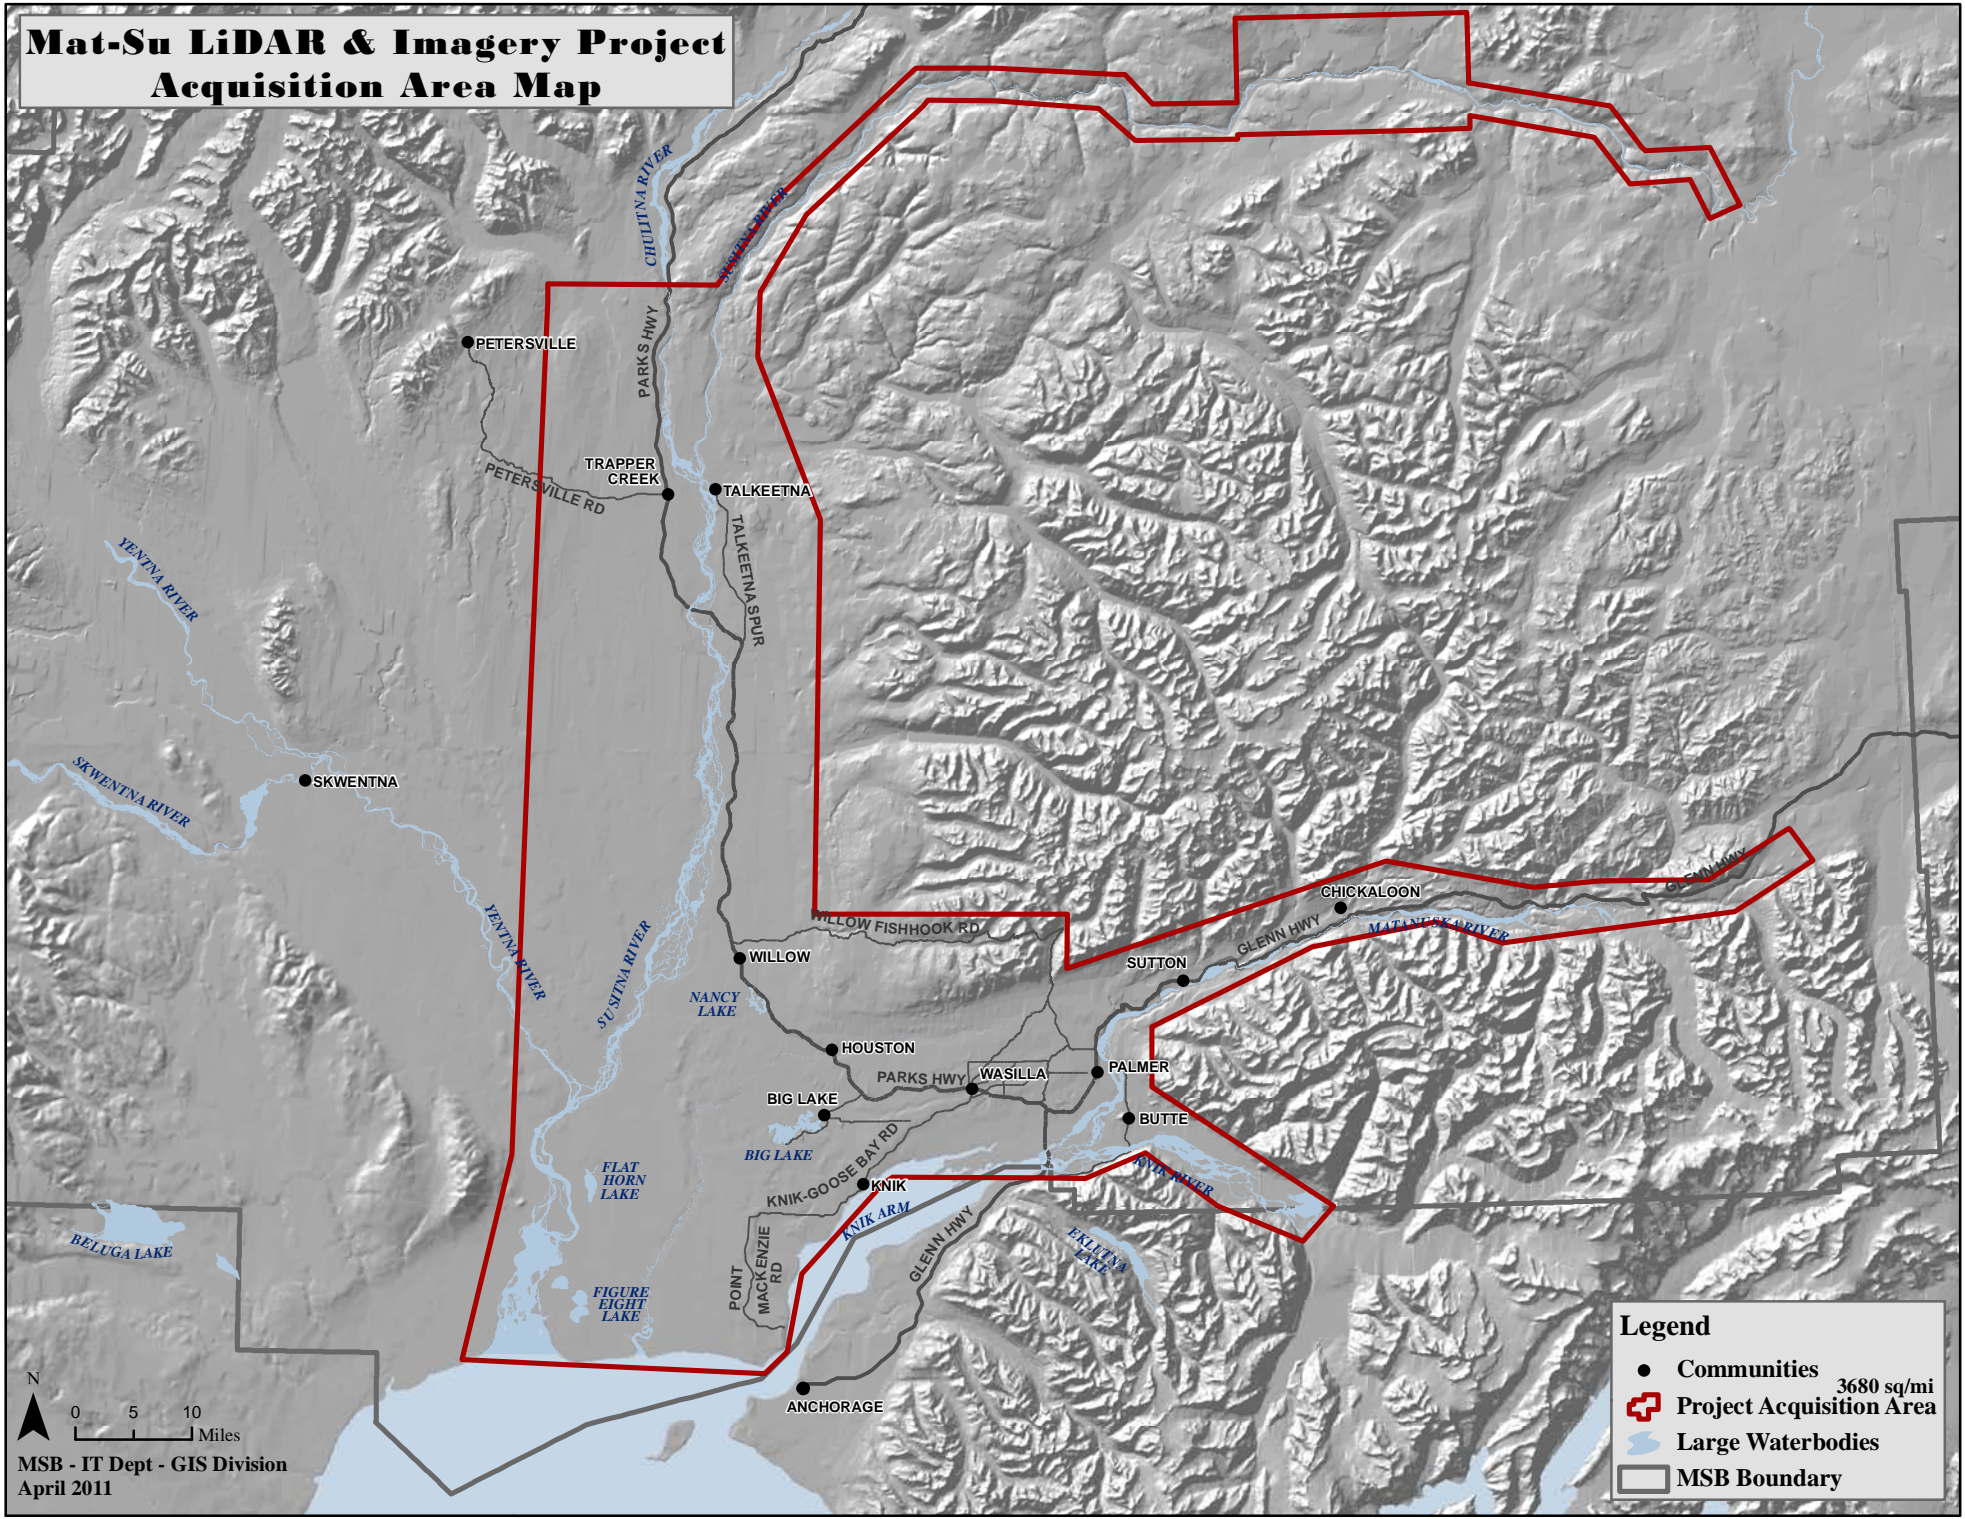 Mat-Su LiDAR & Imagery Project
Acquisition Area Map
CHULITNA RIVER
SUSITNA RIVER
PARKS HWY
PETERSVILLE
TRAPPER
CREEK
PETERSVILLE RD
TALKEETNA
TALKEETNA SPUR
YENTNA RIVER
SKWENTNA
SKWENTNA RIVER
YENTNA RIVER
SUSITNA RIVER
WILLOW FISHHOOK RD
WILLOW
NANCY
LAKE
CHICKALOON
GLENN HWY
GLENN HWY
MATANUSKA RIVER
SUTTON
HOUSTON
PARKS HWY
WASILLA
PALMER
BIG LAKE
BUTTE
BIG LAKE
KNIK-GOOSE BAY RD
KNIK
KNIK RIVER
KNIK ARM
FLAT
HORN
LAKE
BELUGA LAKE
POINT
MACKENZIE
RD
GLENN HWY
EKLUTNA
LAKE
FIGURE
EIGHT
LAKE
ANCHORAGE
N
0 5 10
Miles
MSB - IT Dept - GIS Division
April 2011
Legend
Communities
3680 sq/mi
Project Acquisition Area
Large Waterbodies
MSB Boundary